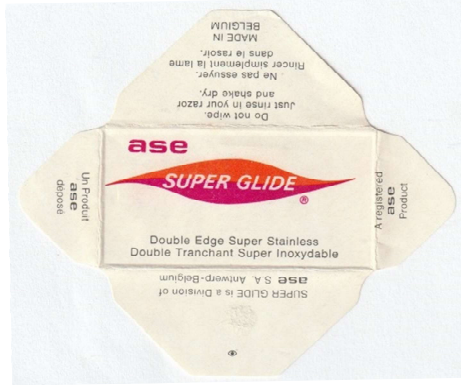 MADE IN
BELGIUM
Do not wipe.
Just rinse in your razor
and shake dry.
Ne pas essuyer.
Rincer simplement la lame
dans le rasoir.
Un Produit
ase
déposé
ase
SUPER GLIDE
®
Double Edge Super Stainless
Double Tranchant Super Inoxydable
A registered
ase
Product
SUPER GLIDE is a Division of
ase S.A. Antwerp-Belgium